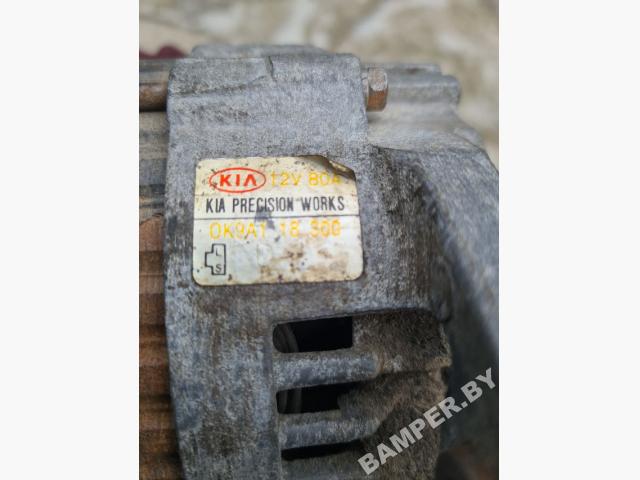 KIA 12V 80A
KIA PRECISION WORKS
0K9A1 18 300
L
S
BAMPER.BY